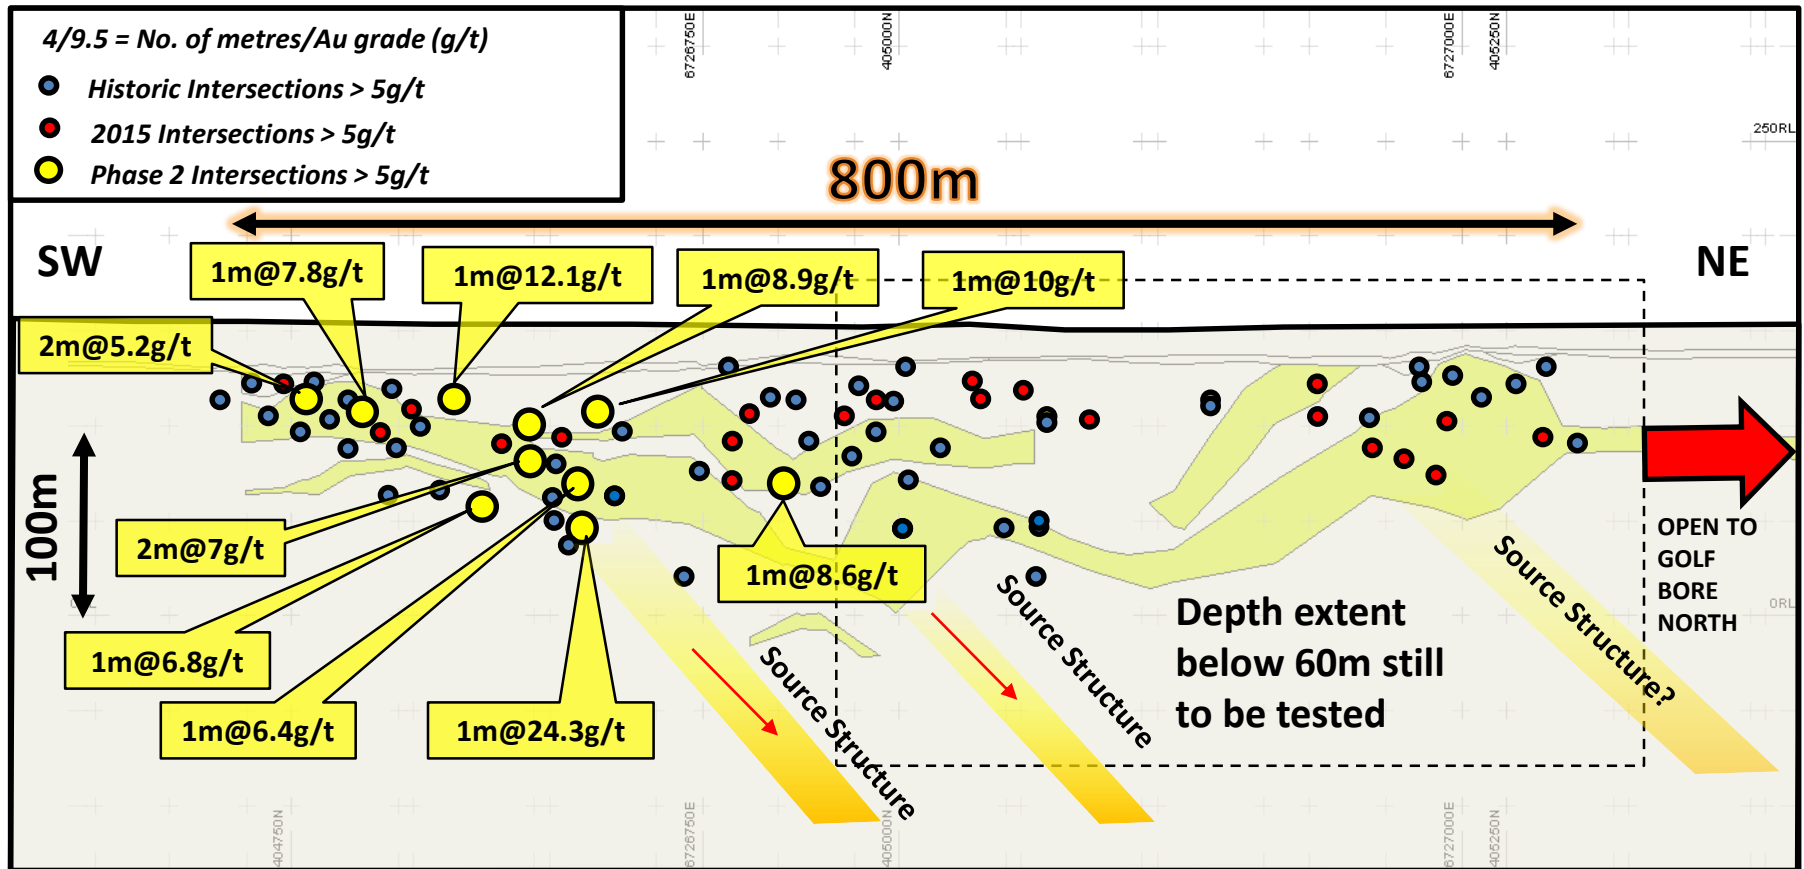 4/9.5 = No. of metres/Au grade (g/t)
Historic Intersections > 5g/t
2015 Intersections > 5g/t
Phase 2 Intersections > 5g/t
6726750E
405000N
6727000E
405250N
250RL
800m
SW
NE
1m@7.8g/t
1m@12.1g/t
1m@8.9g/t
1m@10g/t
2m@5.2g/t
100m
2m@7g/t
1m@8.6g/t
1m@6.8g/t
1m@6.4g/t
1m@24.3g/t
Source Structure
Source Structure
Source Structure?
Depth extent
below 60m still
to be tested
OPEN TO
GOLF
BORE
NORTH
0RL
404750N
6726750E
405000N
6727000E
405250N